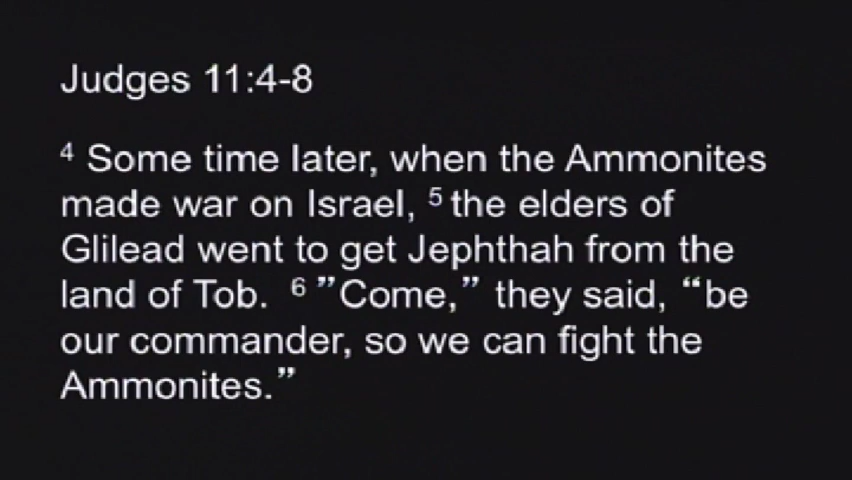 Judges 11:4-8
⁴ Some time later, when the Ammonites
made war on Israel, ⁵ the elders of
Glilead went to get Jephthah from the
land of Tob. ⁶ ”Come,” they said, “be
our commander, so we can fight the
Ammonites.”